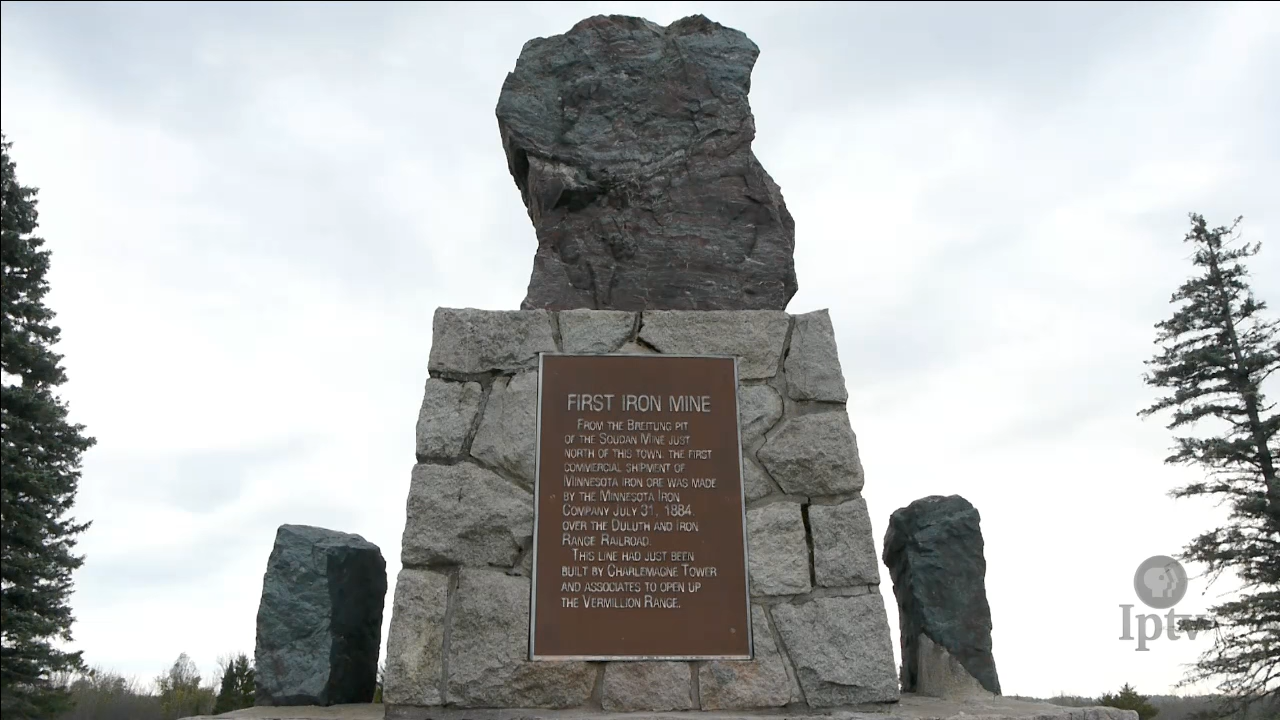 FIRST IRON MINE
FROM THE BREITUNG PIT
OF THE SOUDAN MINE JUST
NORTH OF THIS TOWN. THE FIRST
COMMERCIAL SHIPMENT OF
MINNESOTA IRON ORE WAS MADE
BY THE MINNESOTA IRON
COMPANY JULY 31, 1884
OVER THE DULUTH AND IRON
RANGE RAILROAD.
THIS LINE HAD JUST BEEN
BUILT BY CHARLEMAGNE TOWER
AND ASSOCIATES TO OPEN UP
THE VERMILLION RANGE.
Iptv